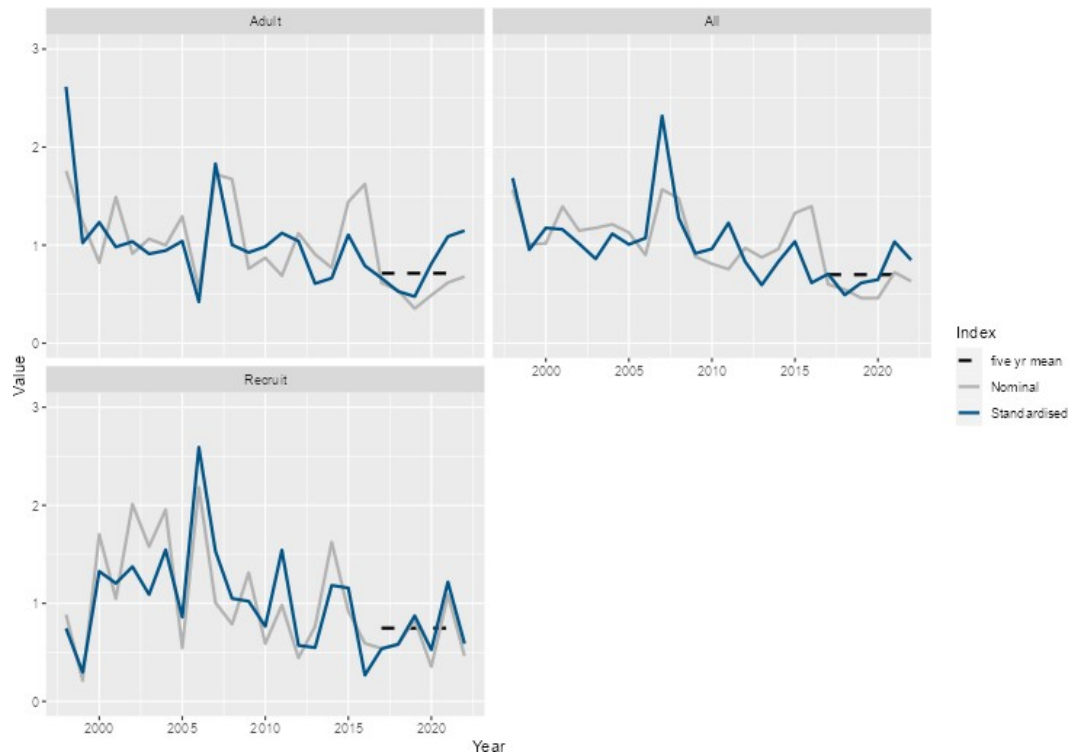 Adult
All
3
2
1
0
2000 2005 2010 2015 2020
Recruit
3
2
1
0
2000 2005 2010 2015 2020
Value
Year
Index
five yr mean
Nominal
Standardised